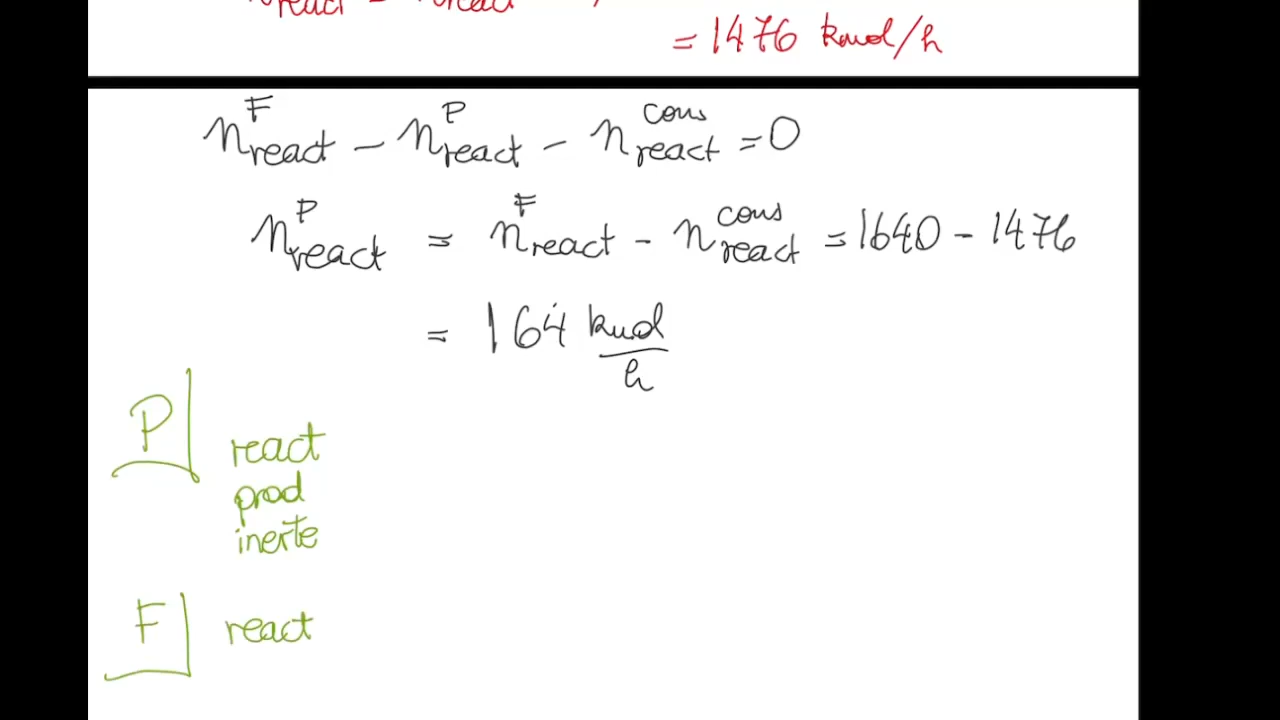 = 1476 kmol/h
n^F_react - n^P_react - n^cons_react = 0
n^P_react = n^F_react - n^cons_react = 1640 - 1476
= 164 kmol/h
P react
prod
inerte
F react